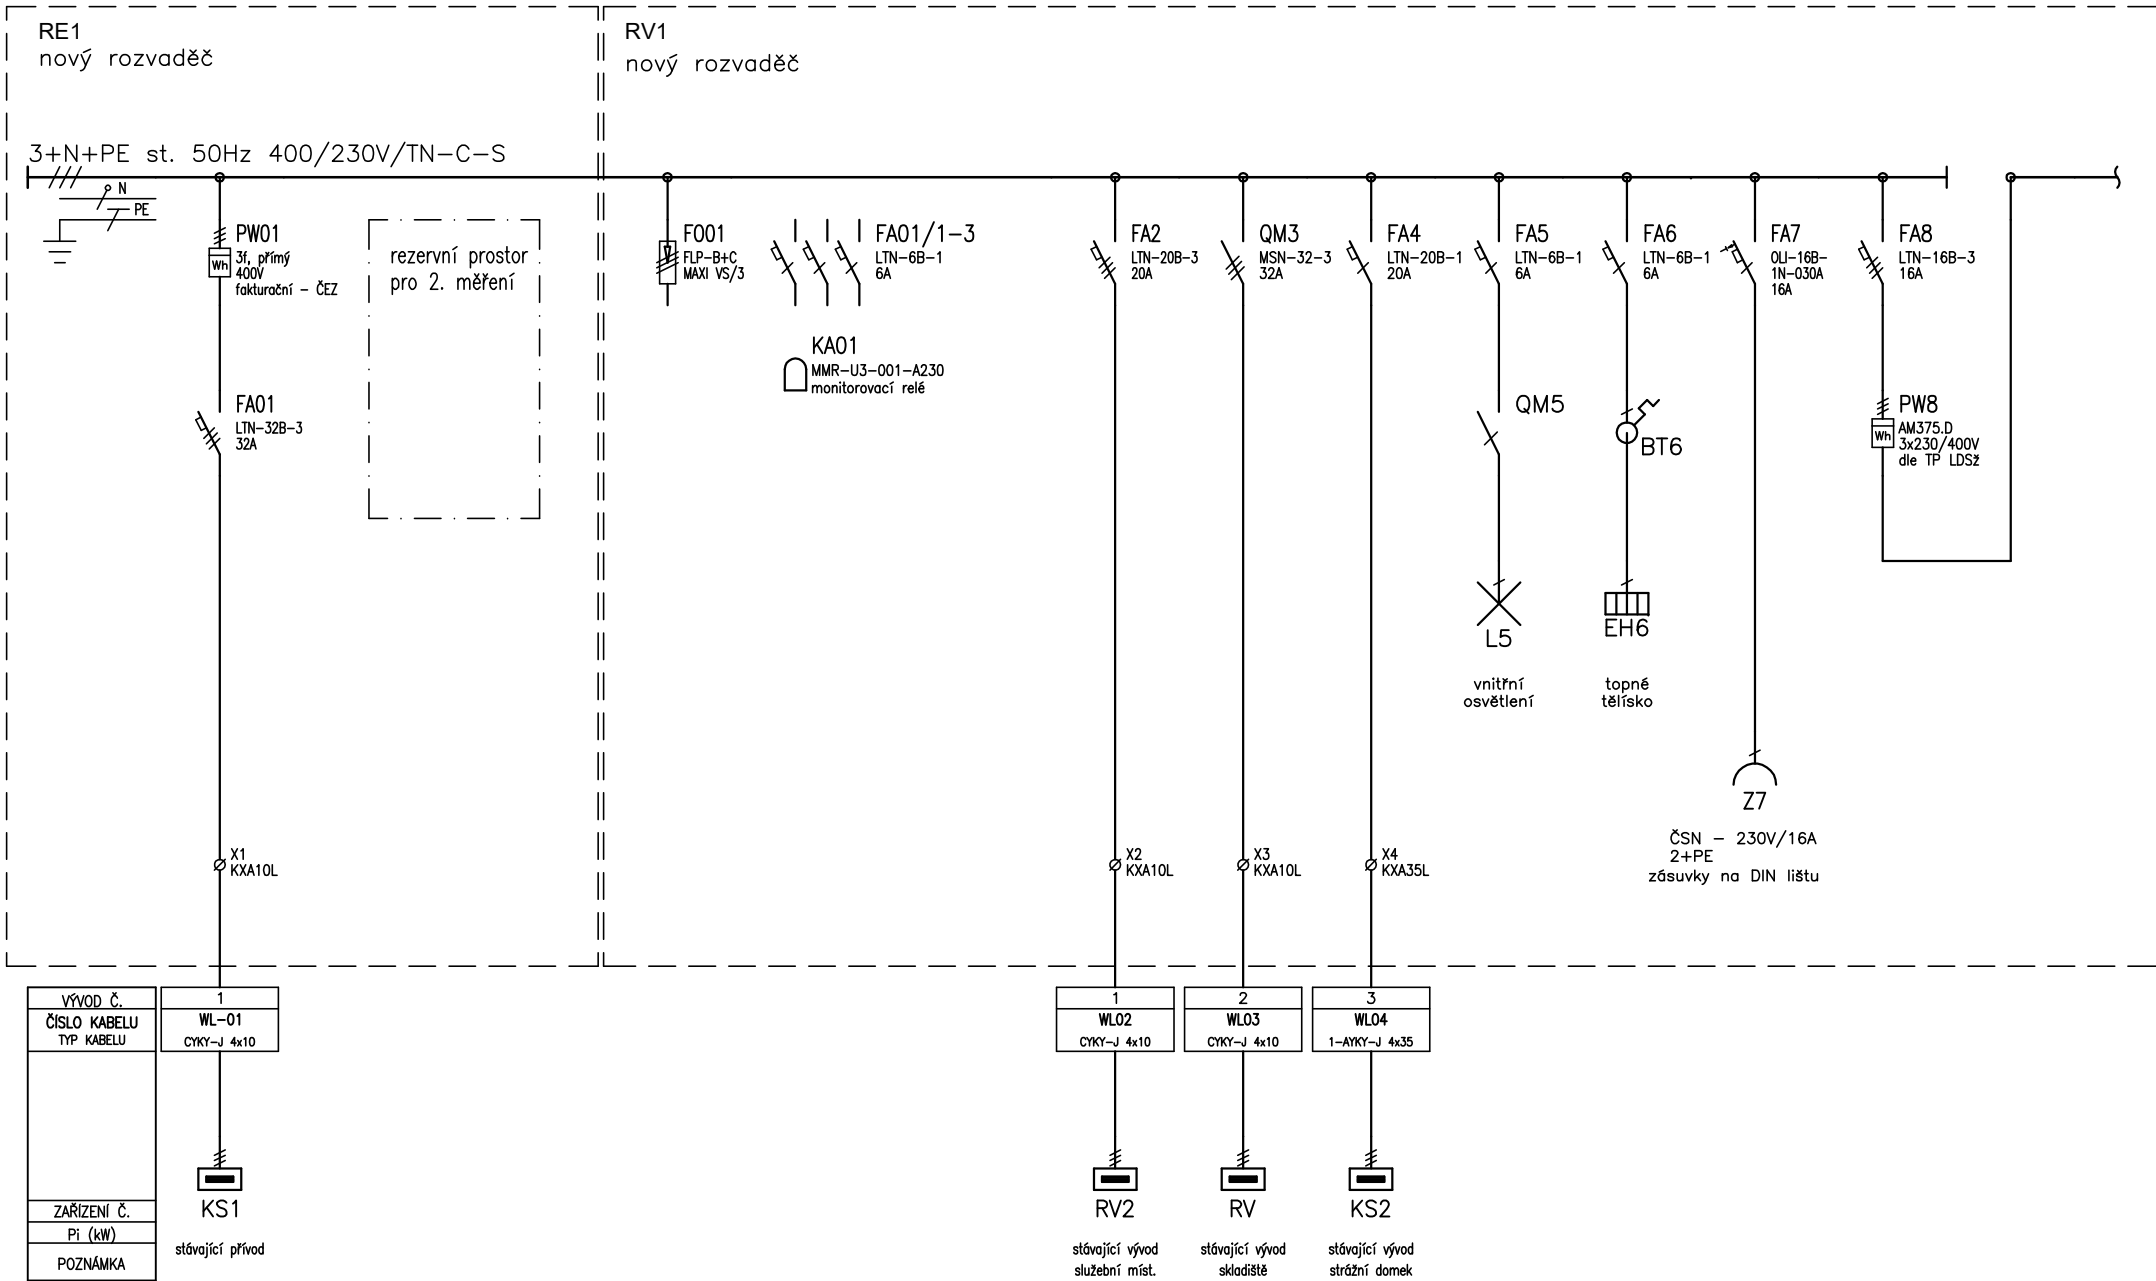 RE1
nový rozvaděč
RV1
nový rozvaděč
3+N+PE st. 50Hz 400/230V/TN-C-S
N
PE
PW01
3f, přímý
400V
fakturační - ČEZ
Wh
rezervní prostor
pro 2. měření
FA01
LTN-32B-3
32A
X1
KXA10L
FO01
FLP-B+C
MAXI VS/3
FA01/1-3
LTN-6B-1
6A
KA01
MMR-U3-001-A230
monitorovací relé
FA2
LTN-20B-3
20A
QM3
MSN-32-3
32A
FA4
LTN-20B-1
20A
FA5
LTN-6B-1
6A
FA6
LTN-6B-1
6A
FA7
OLI-16B-
1N-030A
16A
FA8
LTN-16B-3
16A
QM5
BT6
PW8
AM375.D
3x230/400V
dle TP LDSž
Wh
L5
vnitřní
osvětlení
EH6
topné
tělísko
Z7
ČSN - 230V/16A
2+PE
zásuvky na DIN lištu
X2
KXA10L
X3
KXA10L
X4
KXA35L
VÝVOD Č.
ČÍSLO KABELU
TYP KABELU
ZAŘÍZENÍ Č.
Pi (kW)
POZNÁMKA
1
WL-01
CYKY-J 4x10
KS1
stávající přívod
1
WL02
CYKY-J 4x10
RV2
stávající vývod
služební míst.
2
WL03
CYKY-J 4x10
RV
stávající vývod
skladiště
3
WL04
1-AYKY-J 4x35
KS2
stávající vývod
strážní domek